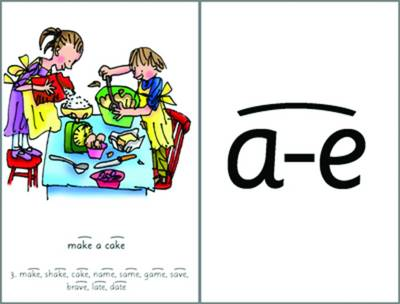 make a cake
3. make, shake, cake, name, same, game, save,
brave, late, date
a-e